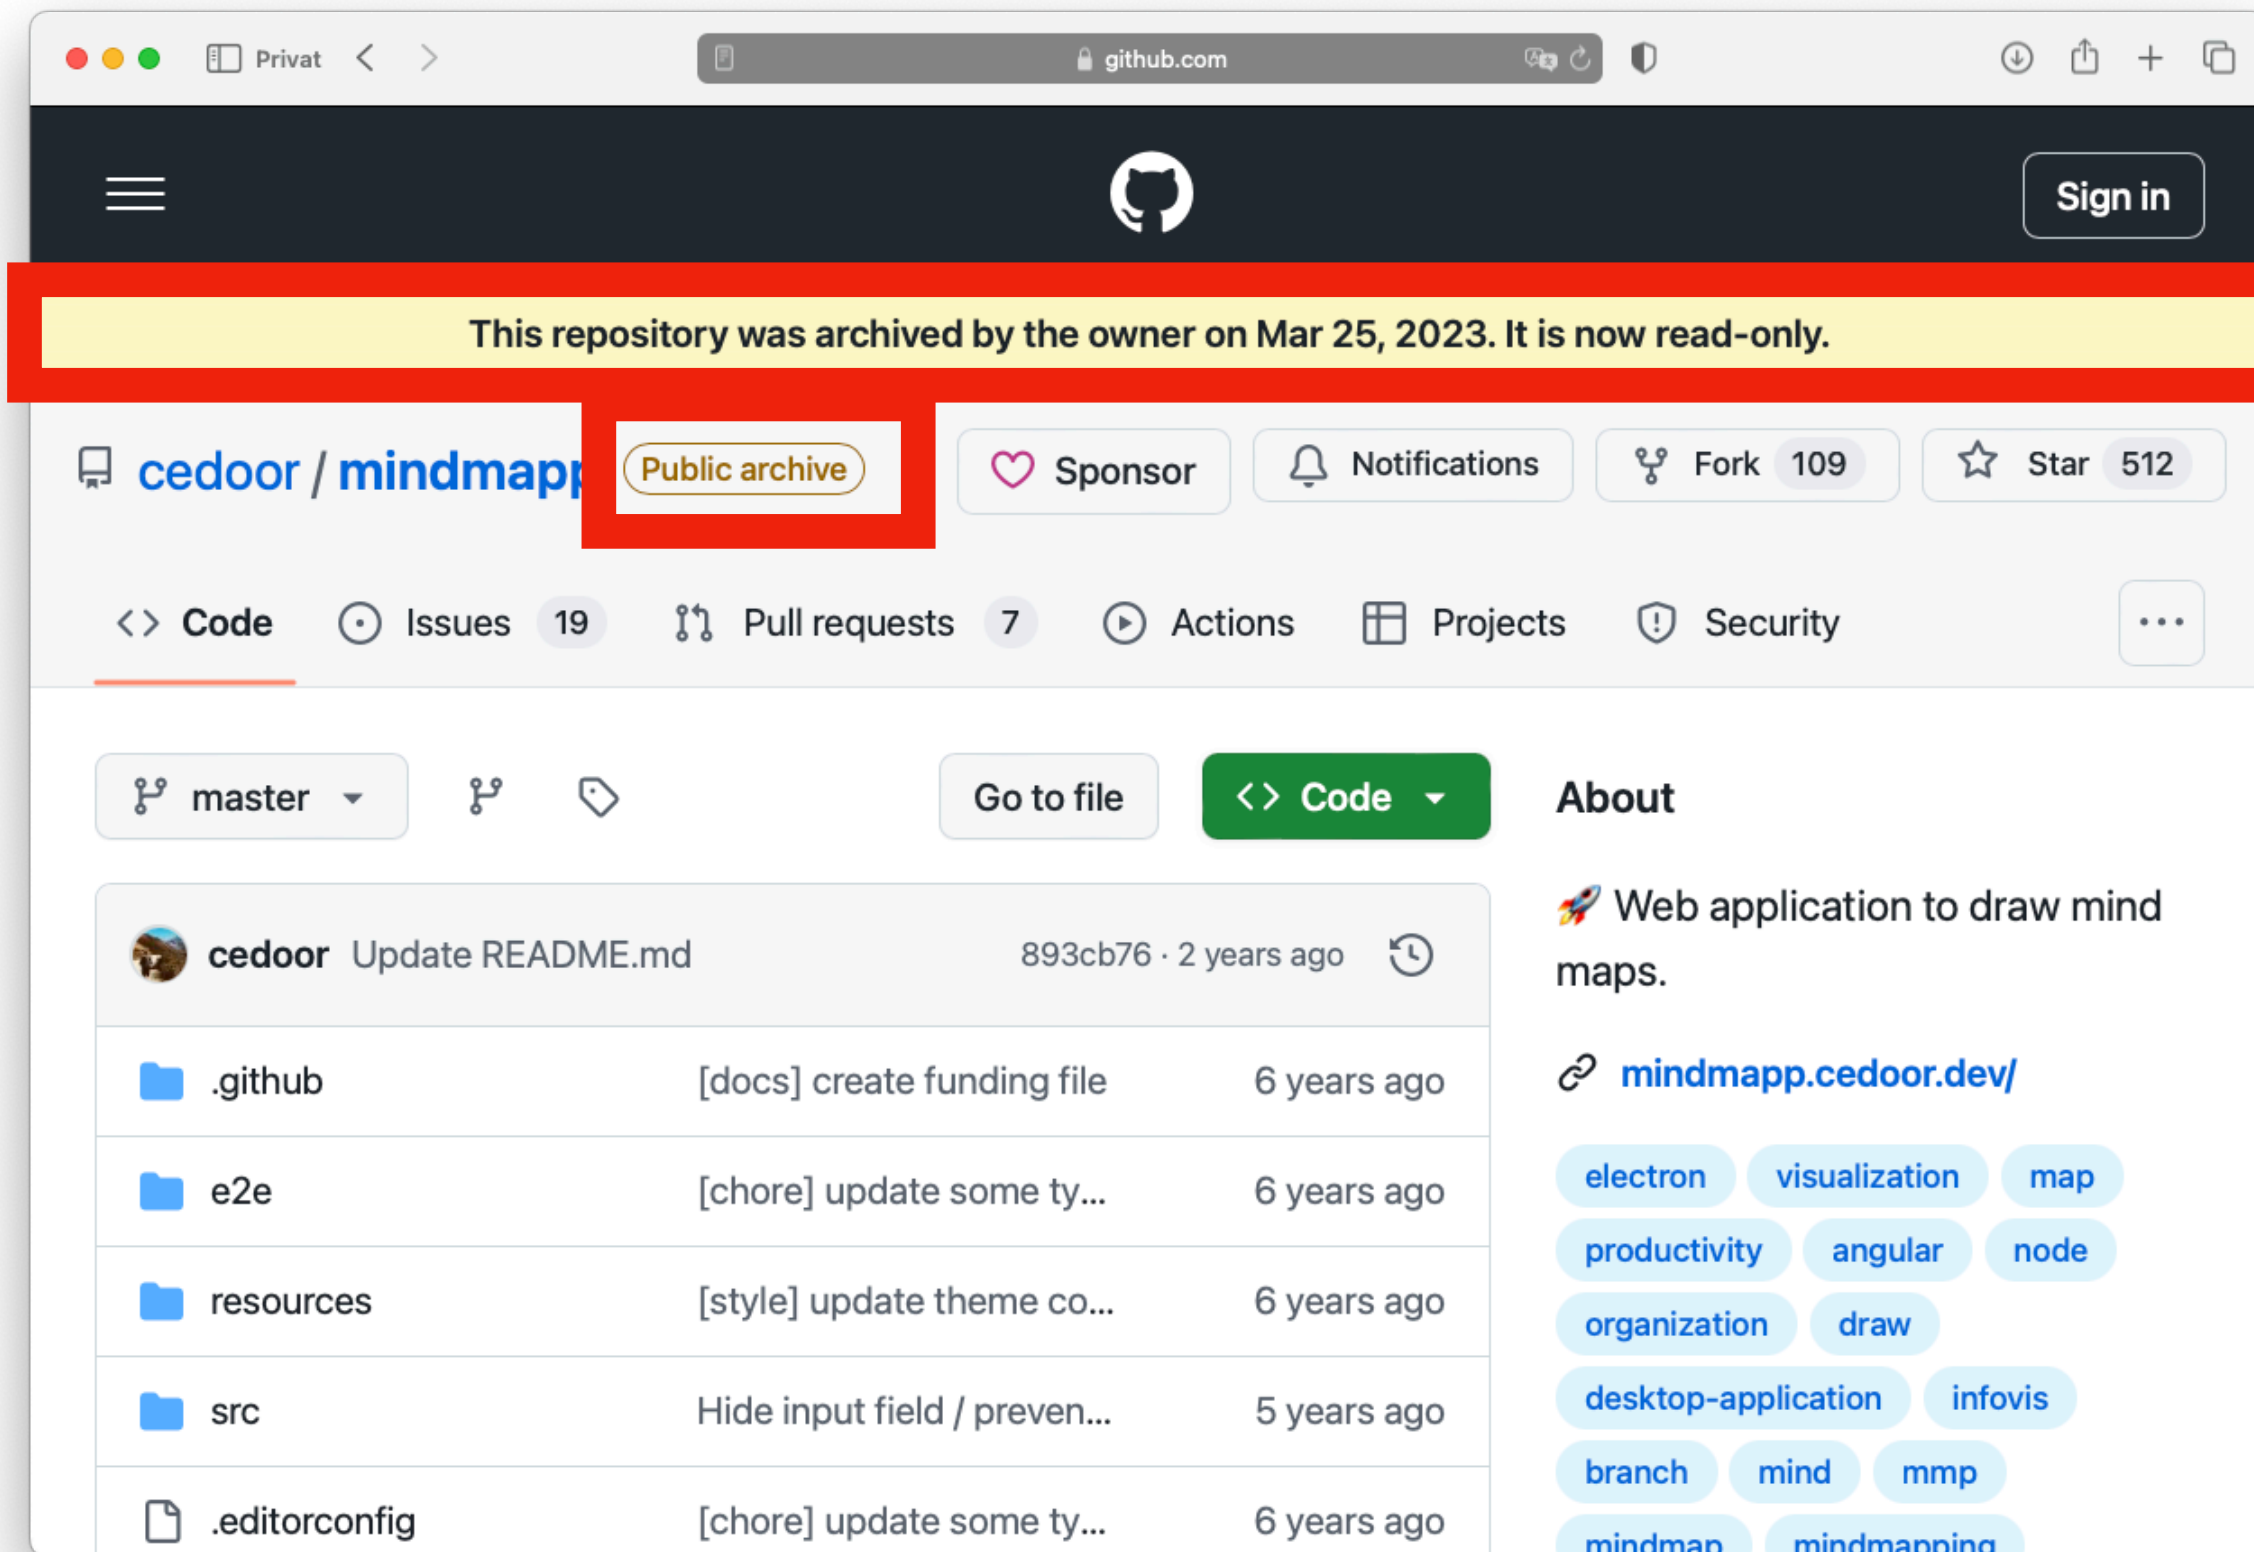 Privat
github.com
Sign in
This repository was archived by the owner on Mar 25, 2023. It is now read-only.
cedoor / mindmapp Public archive Sponsor Notifications Fork 109 Star 512
Code Issues 19 Pull requests 7 Actions Projects Security
master Go to file Code
cedoor Update README.md 893cb76 · 2 years ago
.github [docs] create funding file 6 years ago
e2e [chore] update some ty... 6 years ago
resources [style] update theme co... 6 years ago
src Hide input field / preven... 5 years ago
.editorconfig [chore] update some ty... 6 years ago
About
🚀 Web application to draw mind
maps.
mindmapp.cedoor.dev/
electron visualization map
productivity angular node
organization draw
desktop-application infovis
branch mind mmp
mindmap mindmapping